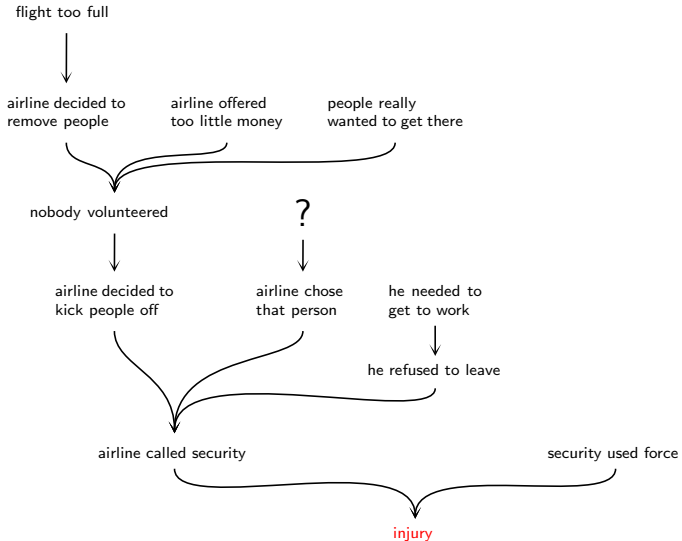 flight too full
airline decided to
remove people
airline offered
too little money
people really
wanted to get there
nobody volunteered
?
airline decided to
kick people off
airline chose
that person
he needed to
get to work
he refused to leave
airline called security
security used force
injury